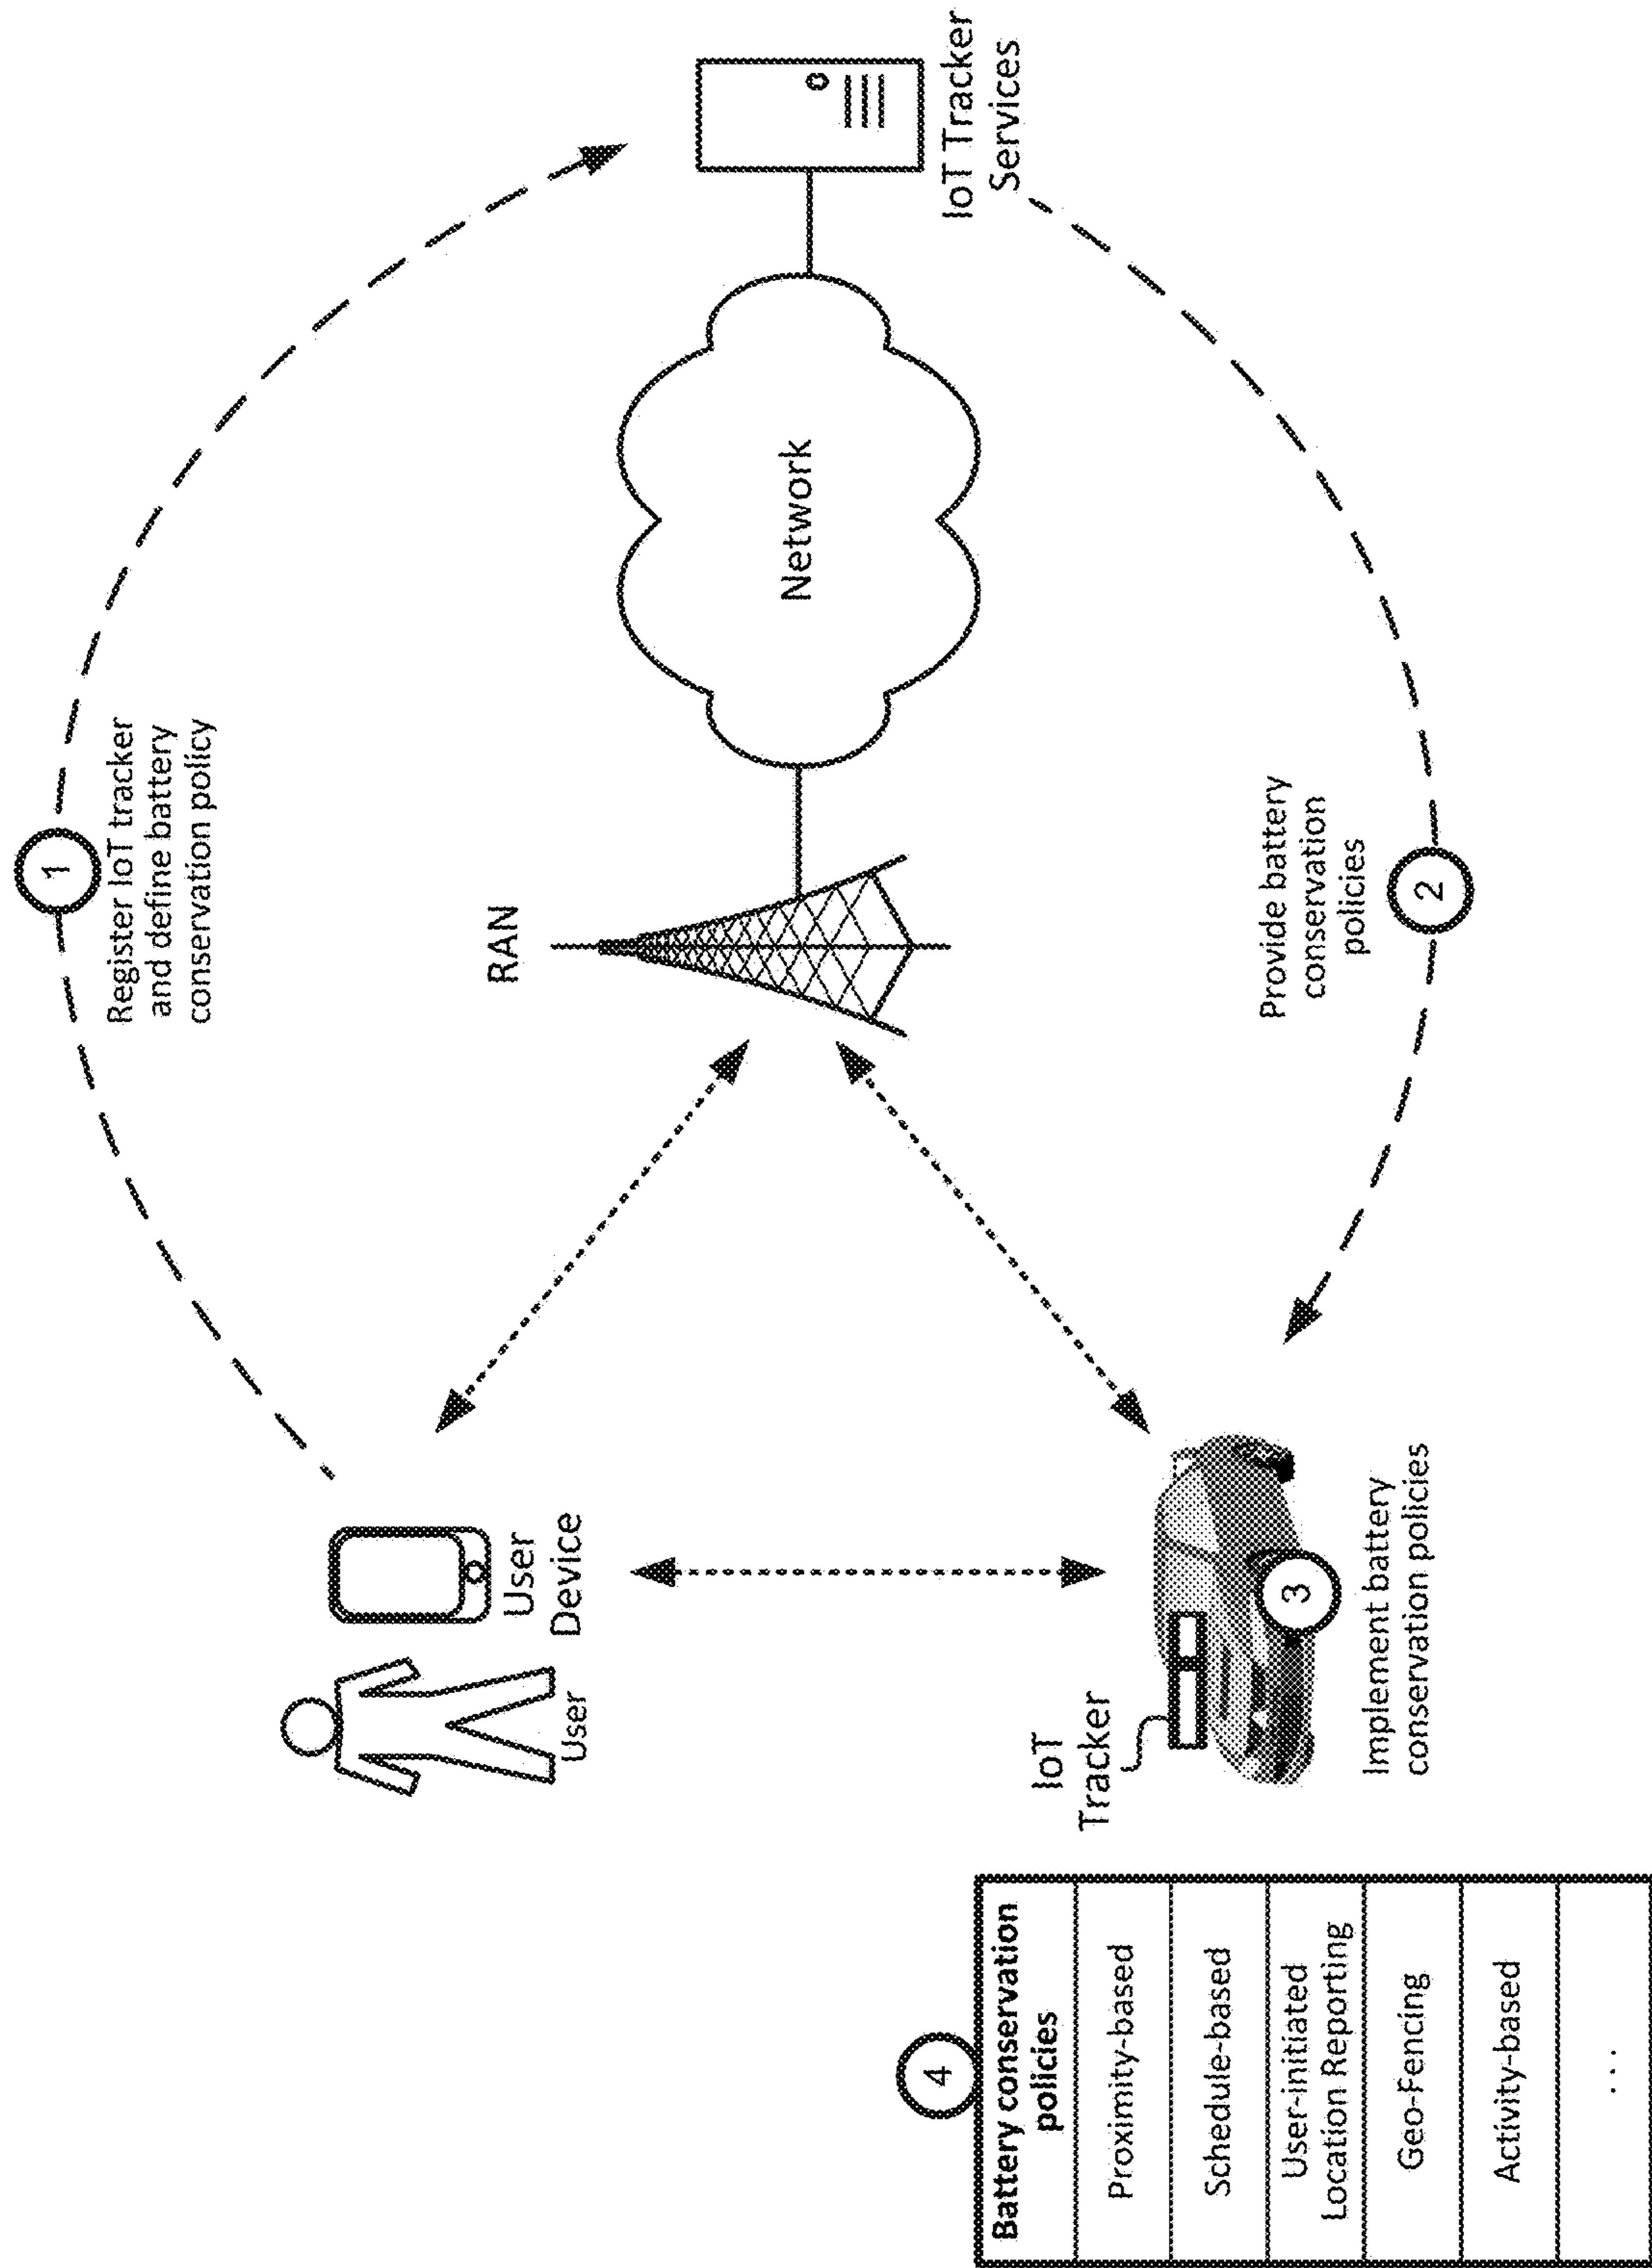 1
Register IoT tracker
and define battery
conservation policy
RAN
Network
IoT Tracker
Services
User
User
Device
IoT
Tracker
3
Implement battery
conservation policies
Provide battery
conservation
policies
2
4
Battery conservation
policies
Proximity-based
Schedule-based
User-initiated
Location Reporting
Geo-Fencing
Activity-based
...